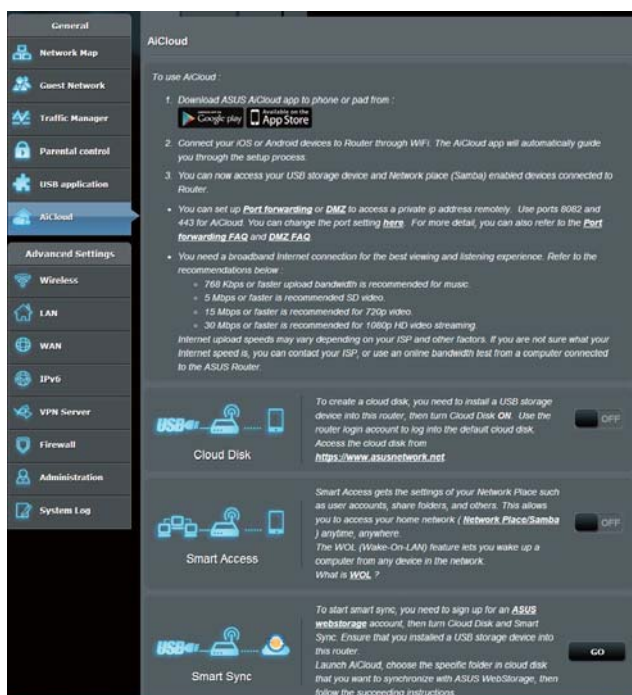 General
Network Map
Guest Network
Traffic Manager
Parental control
USB application
AiCloud
Advanced Settings
Wireless
LAN
WAN
IPv6
VPN Server
Firewall
Administration
System Log
AiCloud
To use AiCloud :
1. Download ASUS AiCloud app to phone or pad from :
Google play
Available on the
App Store
2. Connect your iOS or Android devices to Router through WiFi. The AiCloud app will automatically guide
you through the setup process.
3. You can now access your USB storage device and Network place (Samba) enabled devices connected to
Router.
• You can set up Port forwarding or DMZ to access a private ip address remotely. Use ports 8082 and
443 for AiCloud. You can change the port setting here. For more detail, you can also refer to the Port
forwarding FAQ and DMZ FAQ.
• You need a broadband Internet connection for the best viewing and listening experience. Refer to the
recommendations below :
768 Kbps or faster upload bandwidth is recommended for music.
5 Mbps or faster is recommended SD video.
15 Mbps or faster is recommended for 720p video.
30 Mbps or faster is recommended for 1080p HD video streaming.
Internet upload speeds may vary depending on your ISP and other factors. If you are not sure what your
Internet speed is, you can contact your ISP, or use an online bandwidth test from a computer connected
to the ASUS Router.
USB
Cloud Disk
To create a cloud disk, you need to install a USB storage
device into this router, then turn Cloud Disk ON. Use the
router login account to log into the default cloud disk.
Access the cloud disk from
https://www.asusnetwork.net
OFF
Smart Access
Smart Access gets the settings of your Network Place such
as user accounts, share folders, and others. This allows
you to access your home network ( Network Place/Samba
) anytime, anywhere.
The WOL (Wake-On-LAN) feature lets you wake up a
computer from any device in the network.
What is WOL ?
OFF
USB
Smart Sync
To start smart sync, you need to sign up for an ASUS
webstorage account, then turn Cloud Disk and Smart
Sync. Ensure that you installed a USB storage device into
this router.
Launch AiCloud, choose the specific folder in cloud disk
that you want to synchronize with ASUS WebStorage, then
follow the succeeding instructions.
GO